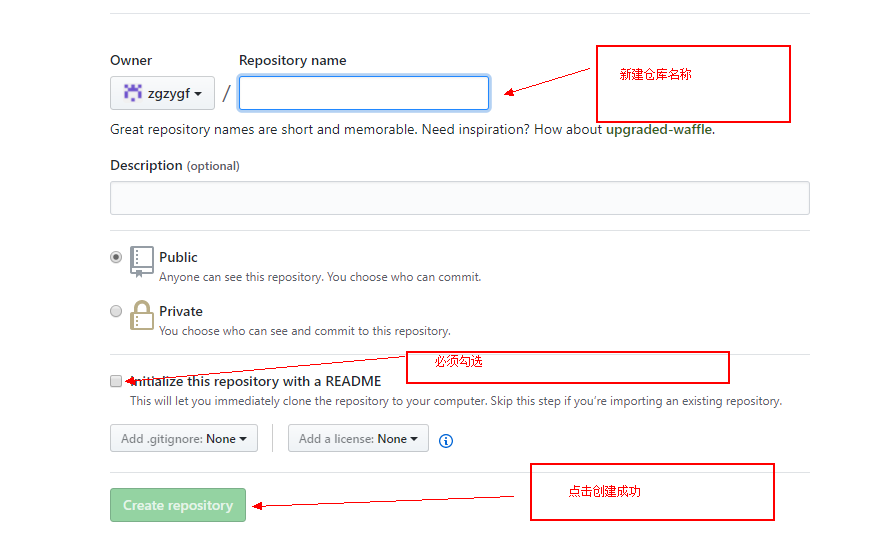 Owner
Repository name
新建仓库名称
zgzygf
/
Great repository names are short and memorable. Need inspiration? How about upgraded-waffle.
Description (optional)
Public
Anyone can see this repository. You choose who can commit.
Private
You choose who can see and commit to this repository.
必须勾选
Initialize this repository with a README
This will let you immediately clone the repository to your computer. Skip this step if you're importing an existing repository.
Add .gitignore: None
Add a license: None
点击创建成功
Create repository